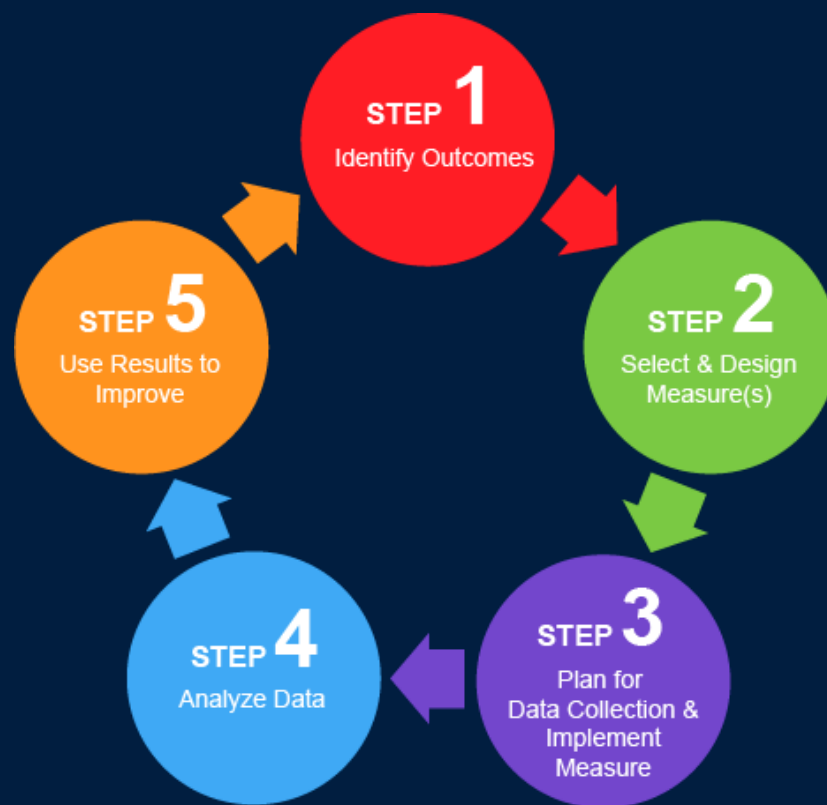 STEP 1
Identify Outcomes
STEP 2
Select & Design
Measure(s)
STEP 3
Plan for
Data Collection &
Implement
Measure
STEP 4
Analyze Data
STEP 5
Use Results to
Improve